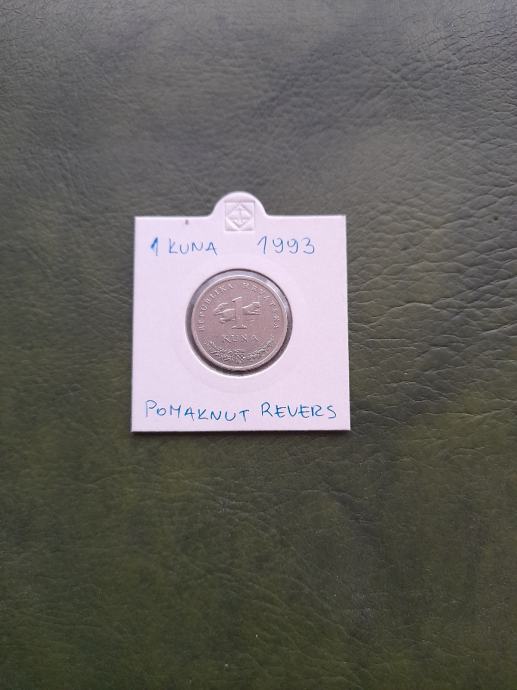 1 KUNA 1993
REPUBLIKA HRVATSKA
1
KUNA
POMAKNUT REVERS